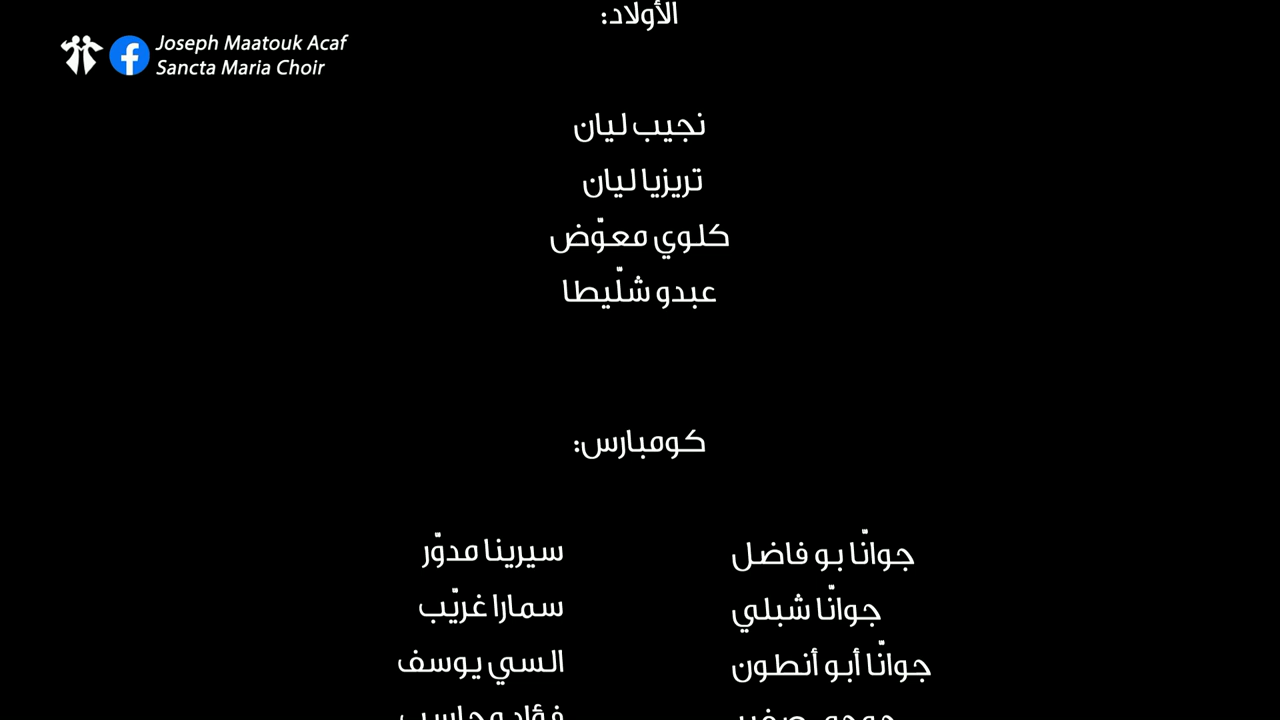 الأولاد:
Joseph Maatouk Acaf
Sancta Maria Choir
نجيب ليان
تريزيا ليان
كلوي معوّض
عبدو شلّيطا
كومبارس:
جوانّا بو فاضل
سيرينا مدوّر
جوانّا شبلي
سمارا غريّب
جوانّا أبو أنطون
السي يوسف